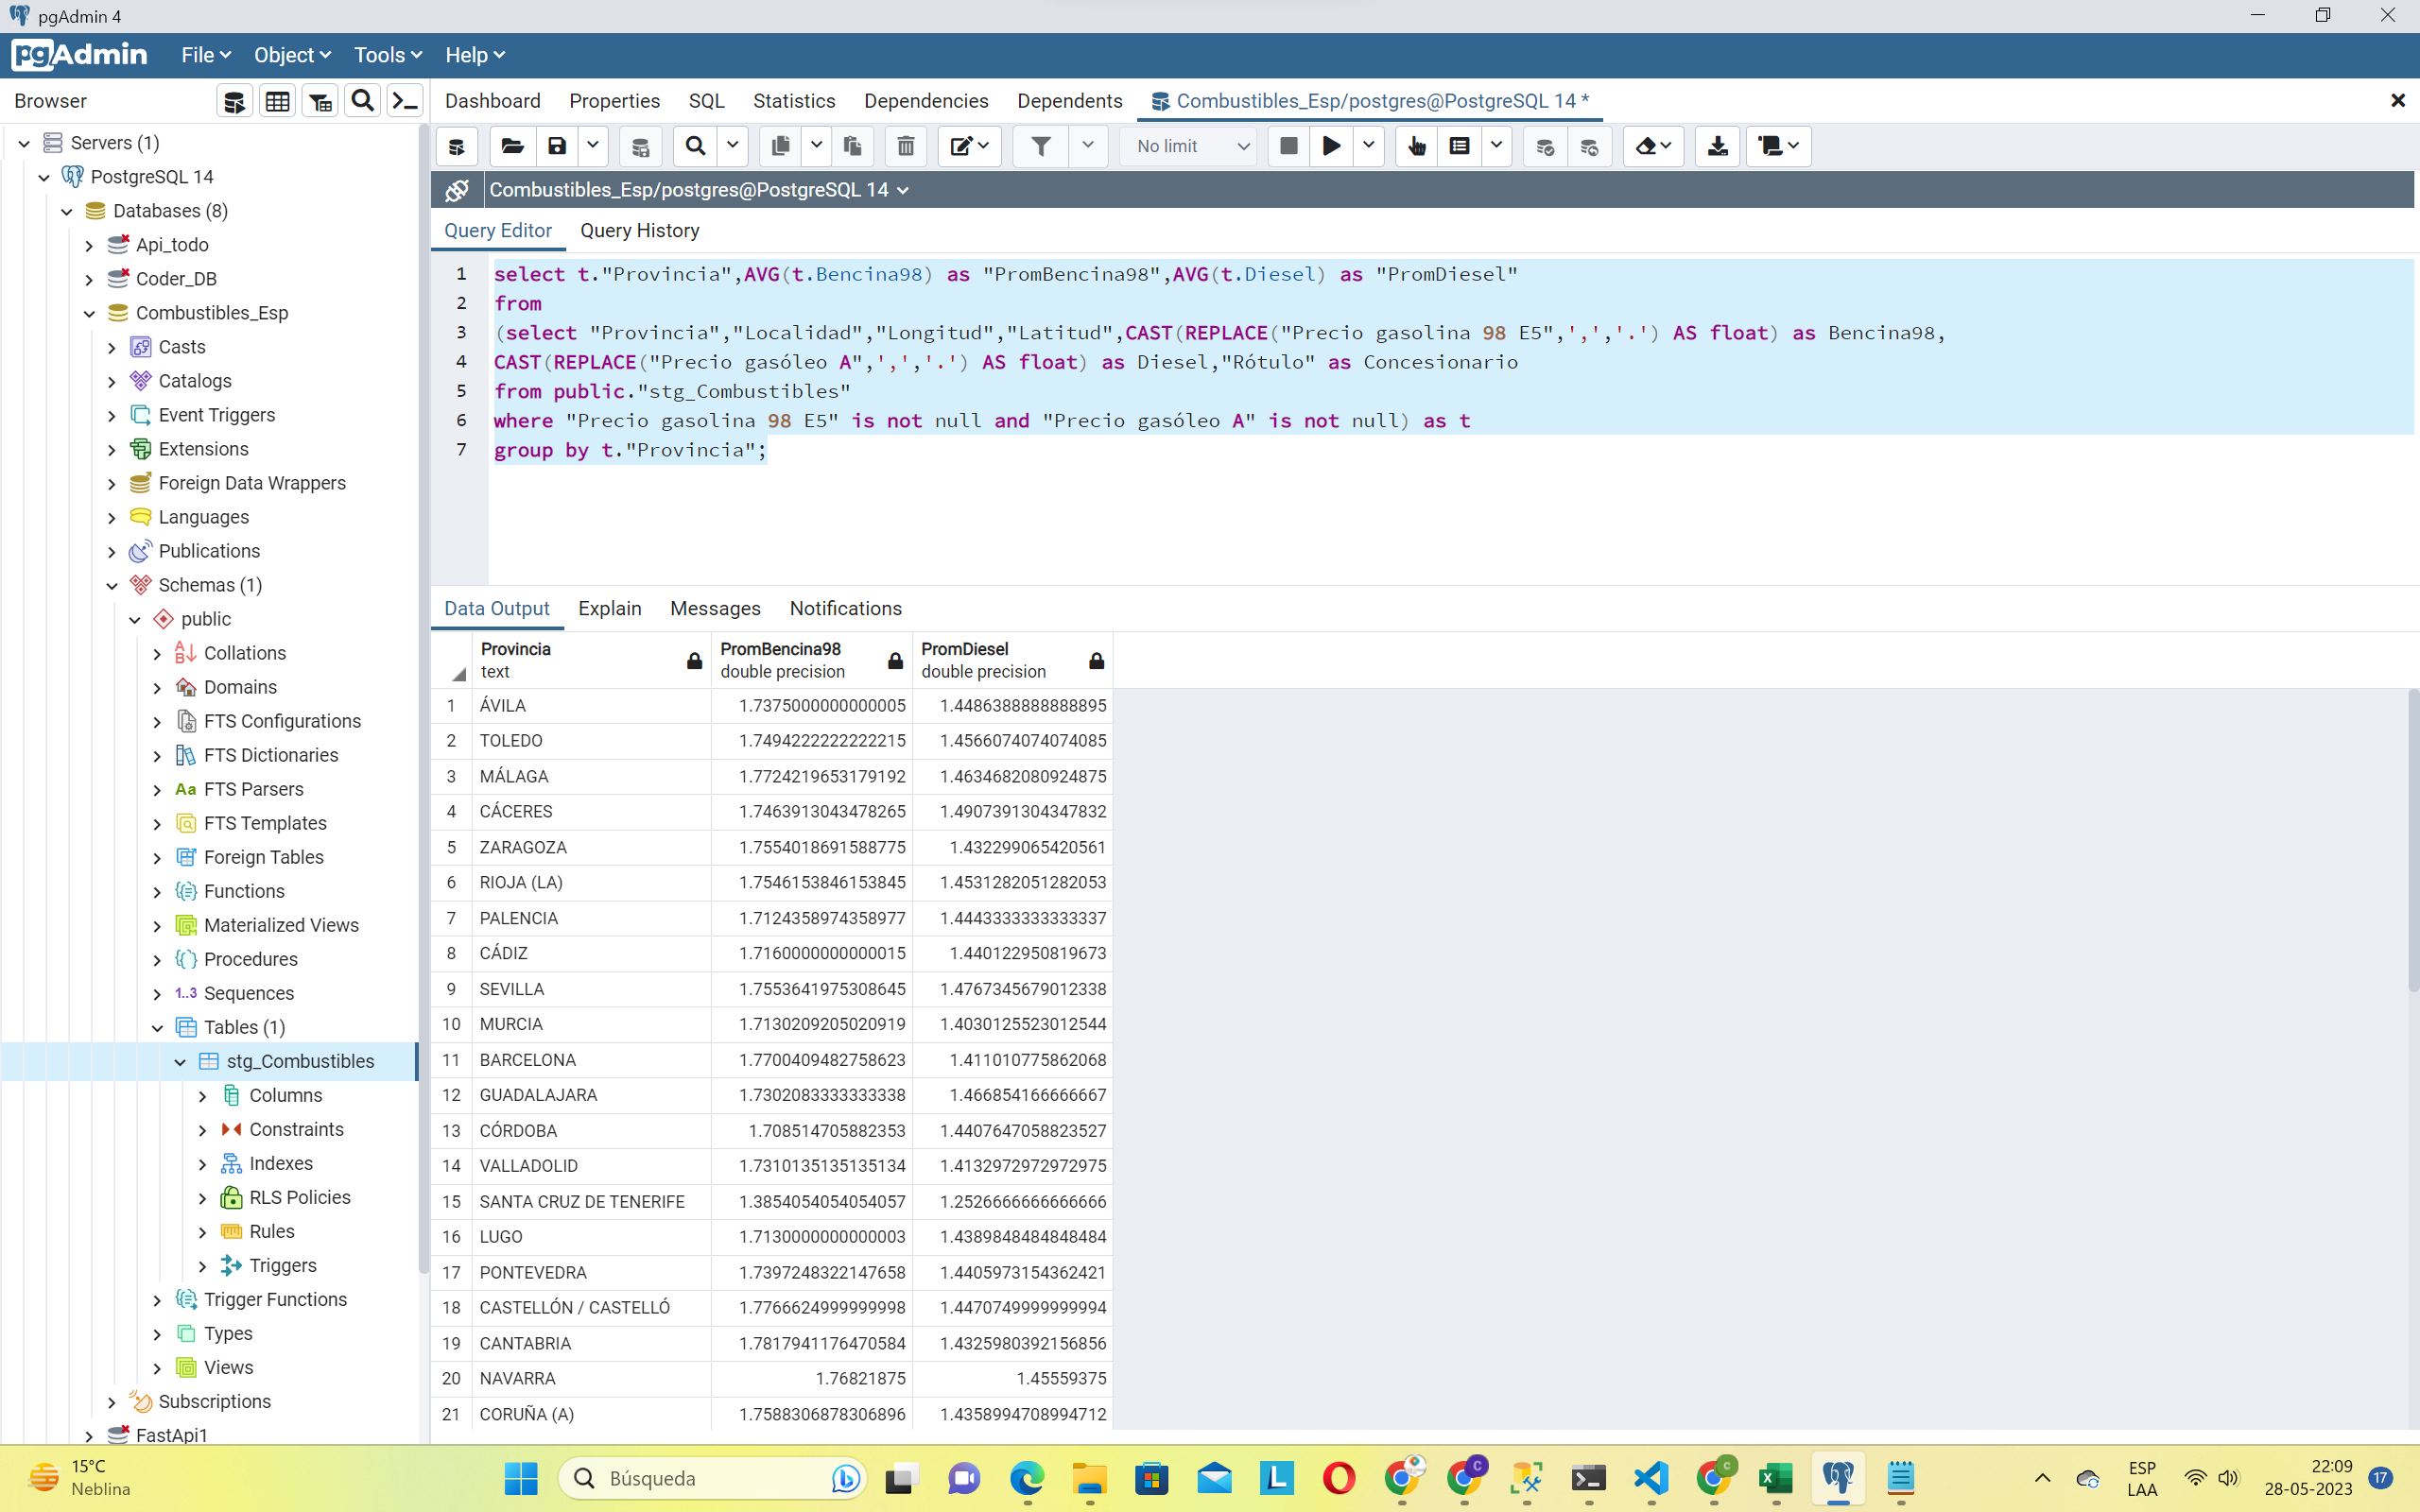 pgAdmin 4
pgAdmin File Object Tools Help
Browser
Dashboard Properties SQL Statistics Dependencies Dependents Combustibles_Esp/postgres@PostgreSQL 14 *
No limit
Combustibles_Esp/postgres@PostgreSQL 14
Query Editor Query History
Servers (1)
PostgreSQL 14
Databases (8)
Api_todo
Coder_DB
Combustibles_Esp
Casts
Catalogs
Event Triggers
Extensions
Foreign Data Wrappers
Languages
Publications
Schemas (1)
public
Collations
Domains
FTS Configurations
FTS Dictionaries
Aa FTS Parsers
FTS Templates
Foreign Tables
Functions
Materialized Views
Procedures
1..3 Sequences
Tables (1)
stg_Combustibles
Columns
Constraints
Indexes
RLS Policies
Rules
Triggers
Trigger Functions
Types
Views
Subscriptions
FastApi1
1 select t."Provincia",AVG(t.Bencina98) as "PromBencina98",AVG(t.Diesel) as "PromDiesel"
2 from
3 (select "Provincia","Localidad","Longitud","Latitud",CAST(REPLACE("Precio gasolina 98 E5",',','.') AS float) as Bencina98,
4 CAST(REPLACE("Precio gasóleo A",',','.') AS float) as Diesel,"Rótulo" as Concesionario
5 from public."stg_Combustibles"
6 where "Precio gasolina 98 E5" is not null and "Precio gasóleo A" is not null) as t
7 group by t."Provincia";
Data Output Explain Messages Notifications
Provincia PromBencina98 PromDiesel
text double precision double precision
1 ÁVILA 1.7375000000000005 1.4486388888888895
2 TOLEDO 1.7494222222222215 1.4566074074074085
3 MÁLAGA 1.7724219653179192 1.4634682080924875
4 CÁCERES 1.7463913043478265 1.4907391304347832
5 ZARAGOZA 1.7554018691588775 1.432299065420561
6 RIOJA (LA) 1.7546153846153845 1.4531282051282053
7 PALENCIA 1.7124358974358977 1.4443333333333337
8 CÁDIZ 1.7160000000000015 1.440122950819673
9 SEVILLA 1.7553641975308645 1.4767345679012338
10 MURCIA 1.7130209205020919 1.4030125523012544
11 BARCELONA 1.7700409482758623 1.411010775862068
12 GUADALAJARA 1.7302083333333338 1.466854166666667
13 CÓRDOBA 1.708514705882353 1.4407647058823527
14 VALLADOLID 1.7310135135135134 1.4132972972972975
15 SANTA CRUZ DE TENERIFE 1.3854054054054057 1.2526666666666666
16 LUGO 1.7130000000000003 1.4389848484848484
17 PONTEVEDRA 1.7397248322147658 1.4405973154362421
18 CASTELLÓN / CASTELLÓ 1.7766624999999998 1.4470749999999994
19 CANTABRIA 1.7817941176470584 1.4325980392156856
20 NAVARRA 1.76821875 1.45559375
21 CORUÑA (A) 1.7588306878306896 1.4358994708994712
15°C
Neblina
Búsqueda
ESP
LAA
22:09
28-05-2023
17